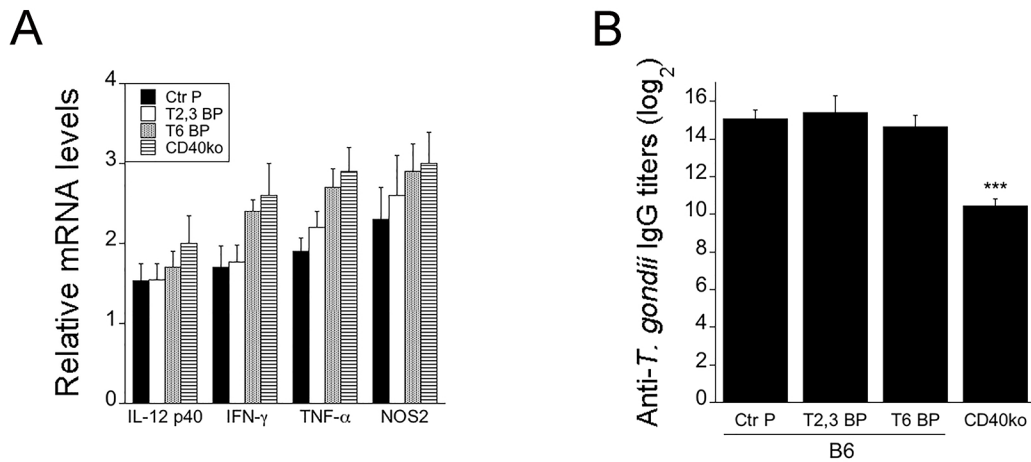 A
Relative mRNA levels
4
3
2
1
0
Ctr P
T2,3 BP
T6 BP
CD40ko
IL-12 p40 IFN-γ TNF-α NOS2
B
Anti-T. gondii IgG titers (log2)
16
14
12
10
8
6
4
2
0
***
Ctr P T2,3 BP T6 BP CD40ko
B6